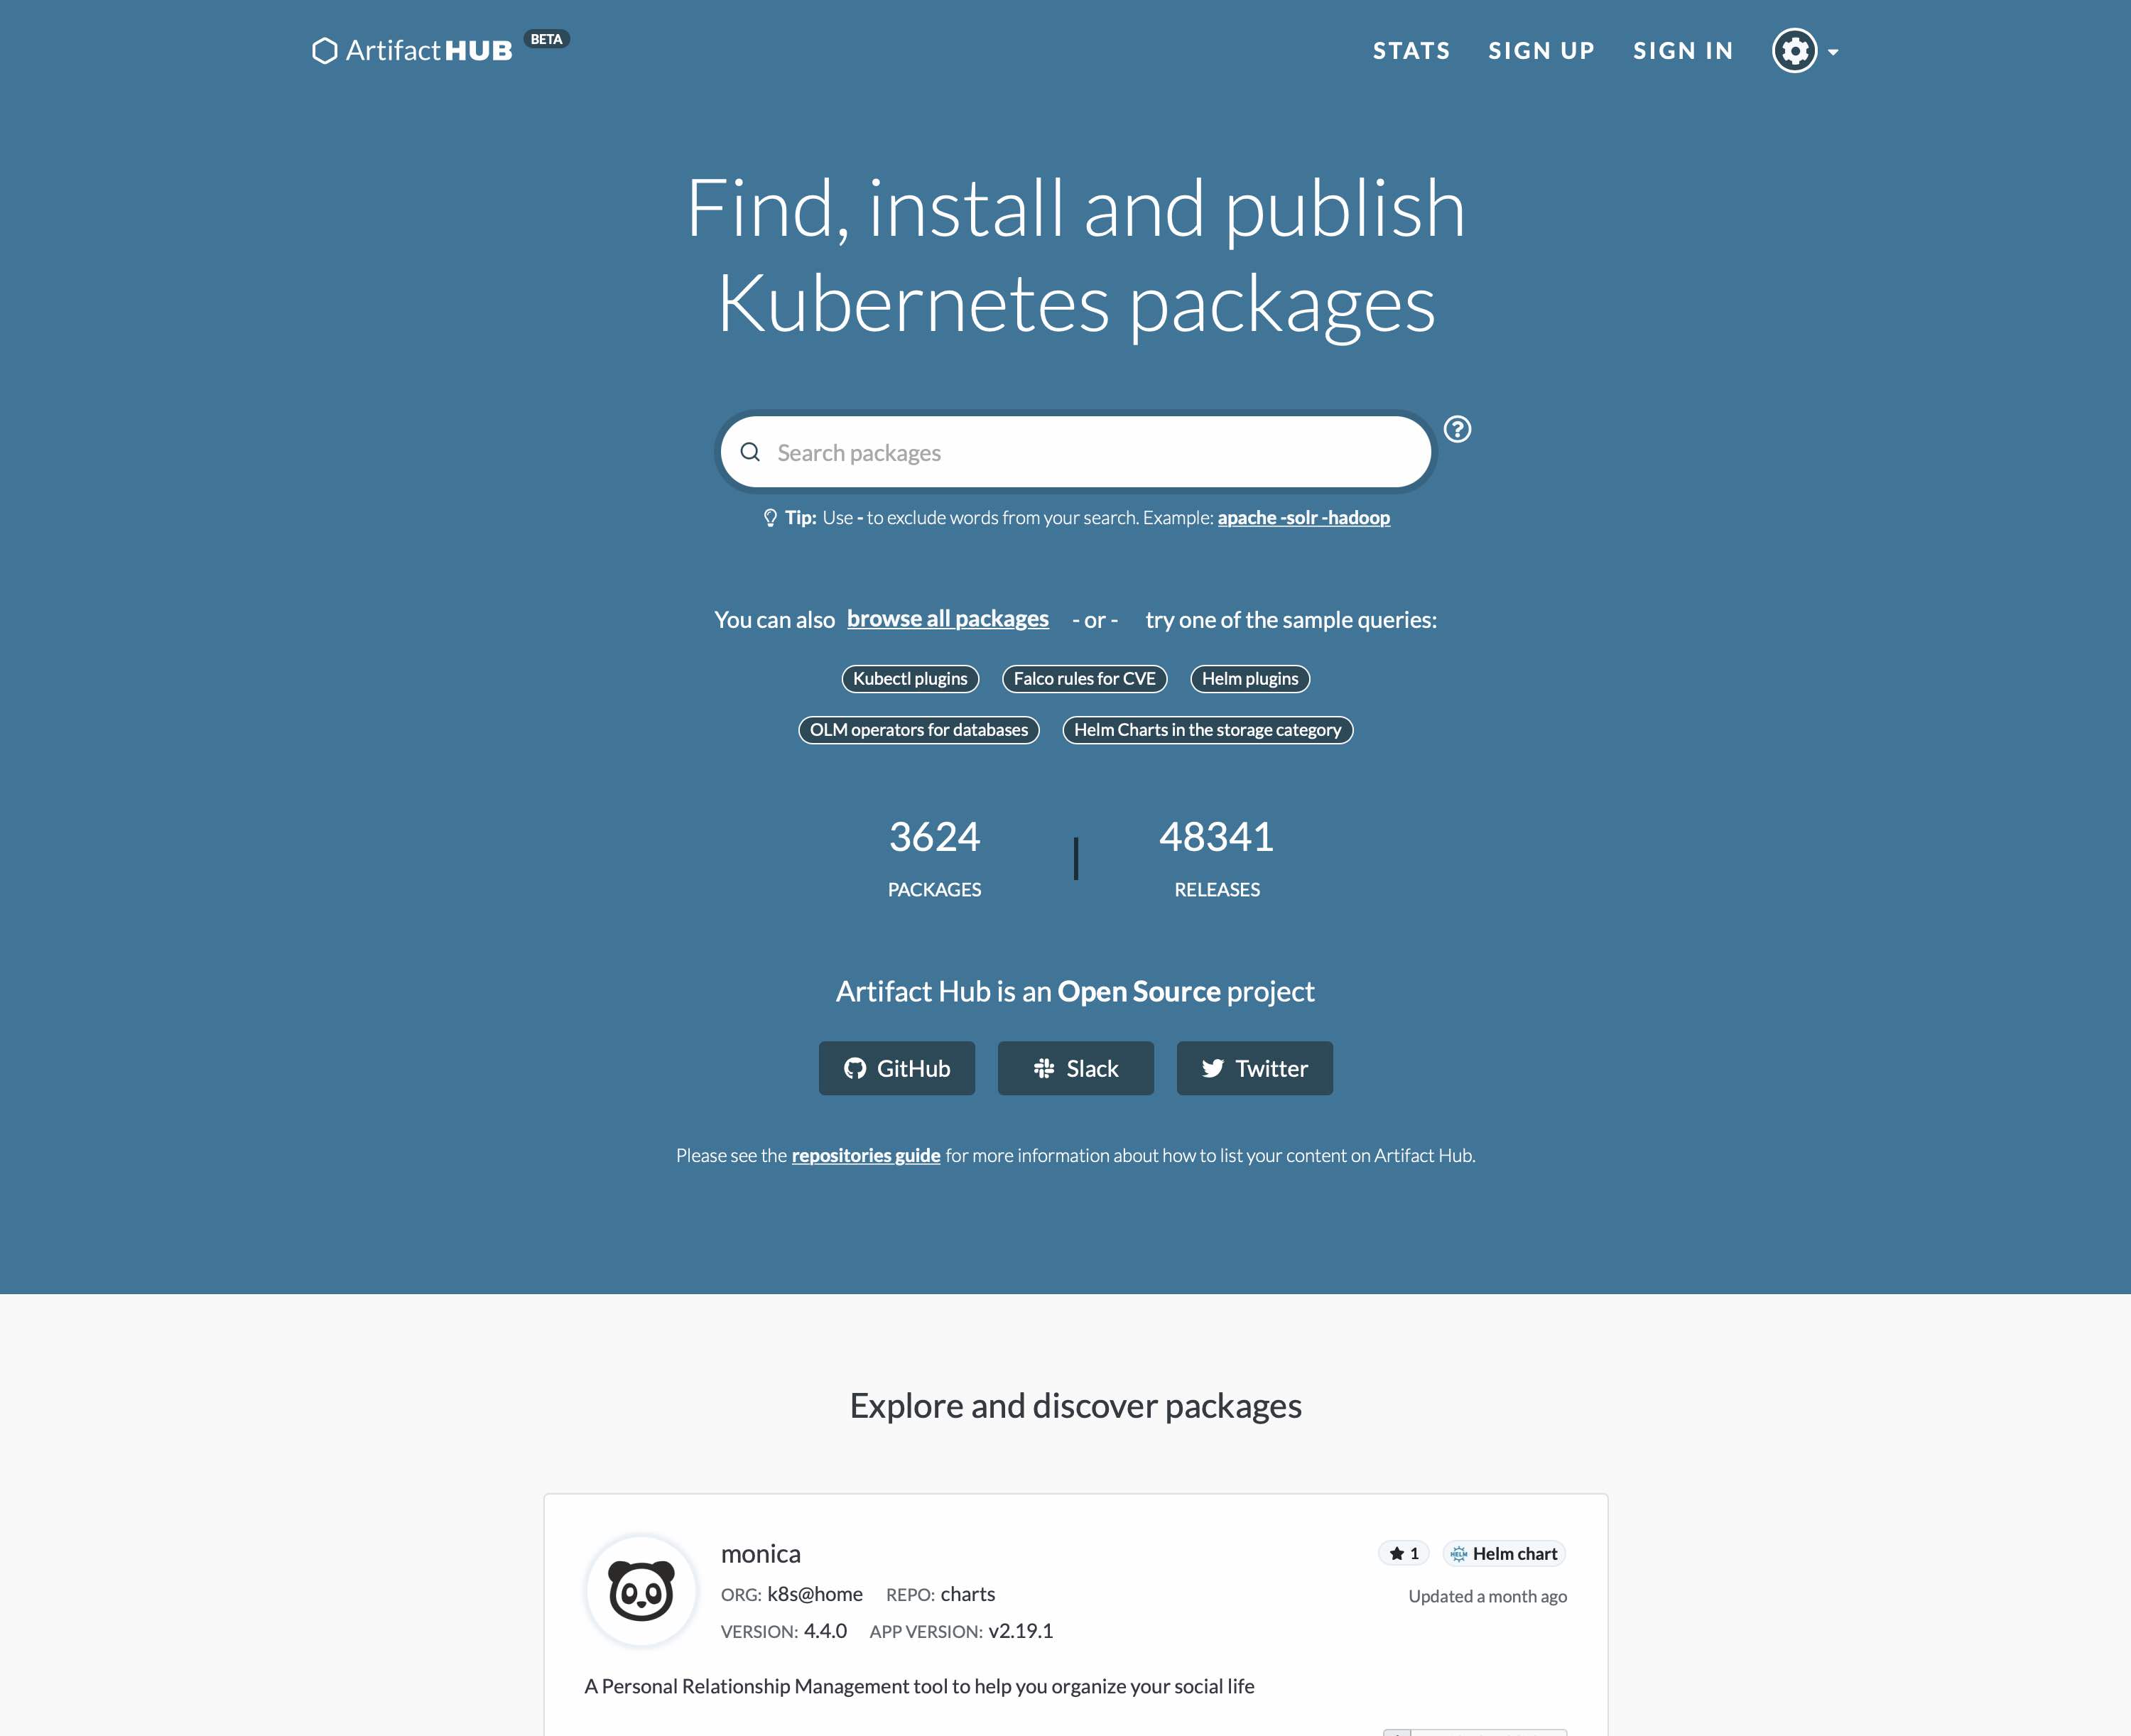 Artifact HUB BETA
STATS SIGN UP SIGN IN
Find, install and publish
Kubernetes packages
Search packages
?
Tip: Use - to exclude words from your search. Example: apache -solr -hadoop
You can also browse all packages - or - try one of the sample queries:
Kubectl plugins Falco rules for CVE Helm plugins
OLM operators for databases Helm Charts in the storage category
3624 48341
PACKAGES RELEASES
Artifact Hub is an Open Source project
GitHub Slack Twitter
Please see the repositories guide for more information about how to list your content on Artifact Hub.
Explore and discover packages
monica 1 HELM Helm chart
ORG: k8s@home REPO: charts Updated a month ago
VERSION: 4.4.0 APP VERSION: v2.19.1
A Personal Relationship Management tool to help you organize your social life